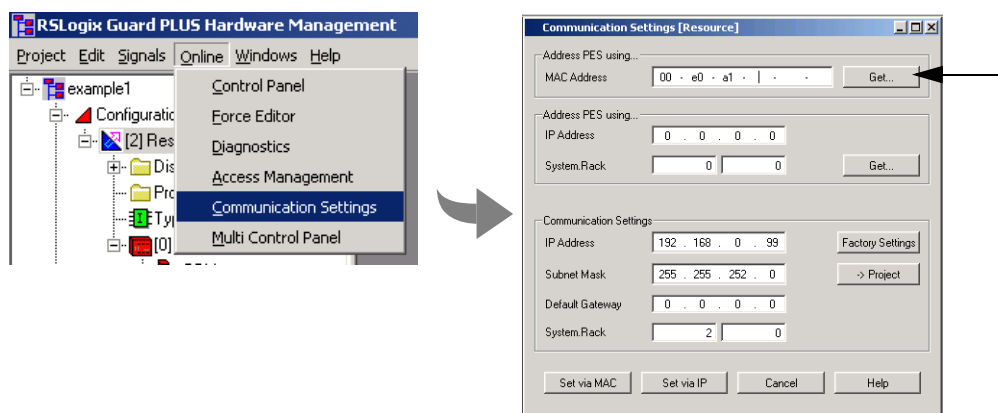 RSLogix Guard PLUS Hardware Management
Project Edit Signals Online Windows Help
example1
Configuratio
[2] Res
Dis
Pro
Ty
[0]
Control Panel
Force Editor
Diagnostics
Access Management
Communication Settings
Multi Control Panel
Communication Settings [Resource]
Address PES using...
MAC Address 00 - e0 - a1 - | - - Get...
Address PES using...
IP Address 0 . 0 . 0 . 0
System.Rack 0 0 Get...
Communication Settings
IP Address 192 . 168 . 0 . 99 Factory Settings
Subnet Mask 255 . 255 . 252 . 0 -> Project
Default Gateway 0 . 0 . 0 . 0
System.Rack 2 0
Set via MAC Set via IP Cancel Help